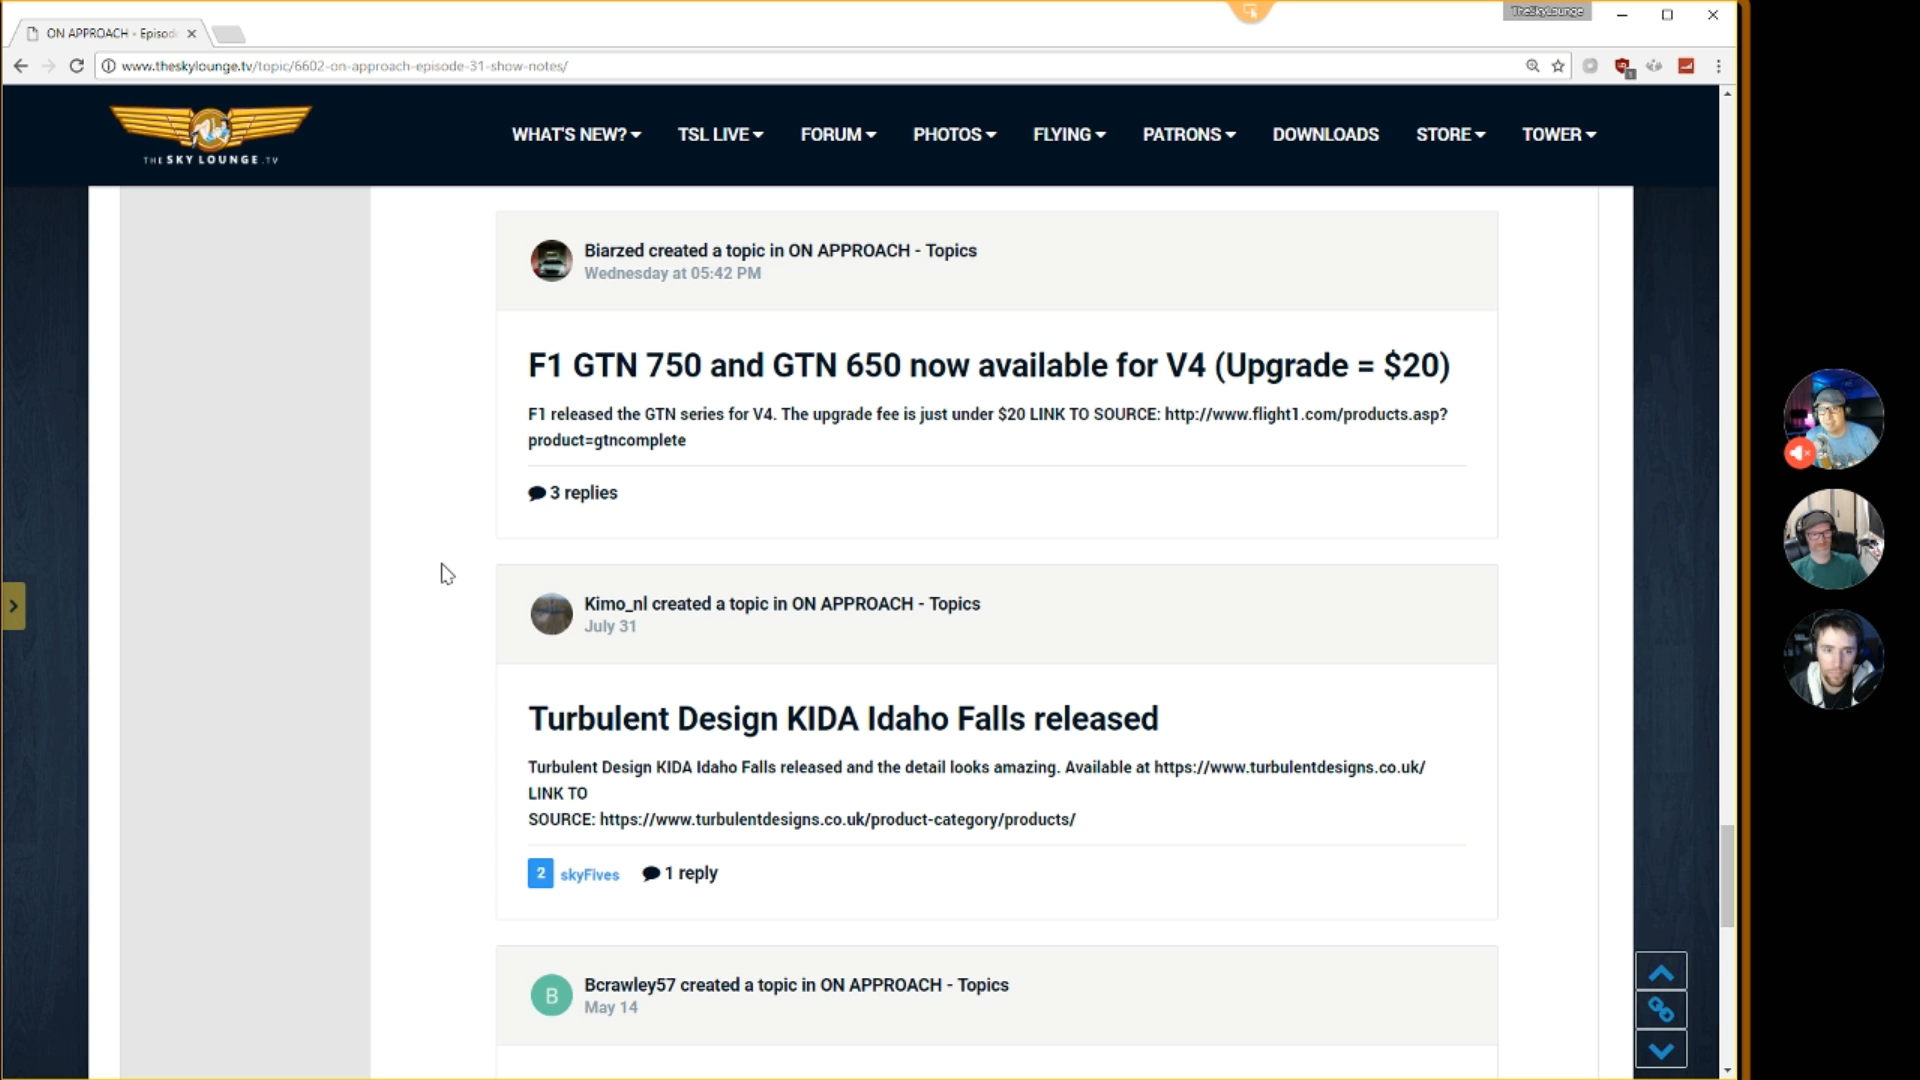 TheSkyLounge
ON APPROACH - Episod
www.theskylounge.tv/topic/6602-on-approach-episode-31-show-notes/
THE SKY LOUNGE .TV
WHAT'S NEW? TSL LIVE FORUM PHOTOS FLYING PATRONS DOWNLOADS STORE TOWER
Biarzed created a topic in ON APPROACH - Topics
Wednesday at 05:42 PM
F1 GTN 750 and GTN 650 now available for V4 (Upgrade = $20)
F1 released the GTN series for V4. The upgrade fee is just under $20 LINK TO SOURCE: http://www.flight1.com/products.asp?
product=gtncomplete
3 replies
Kimo_nl created a topic in ON APPROACH - Topics
July 31
Turbulent Design KIDA Idaho Falls released
Turbulent Design KIDA Idaho Falls released and the detail looks amazing. Available at https://www.turbulentdesigns.co.uk/
LINK TO
SOURCE: https://www.turbulentdesigns.co.uk/product-category/products/
2 skyFives 1 reply
B
Bcrawley57 created a topic in ON APPROACH - Topics
May 14